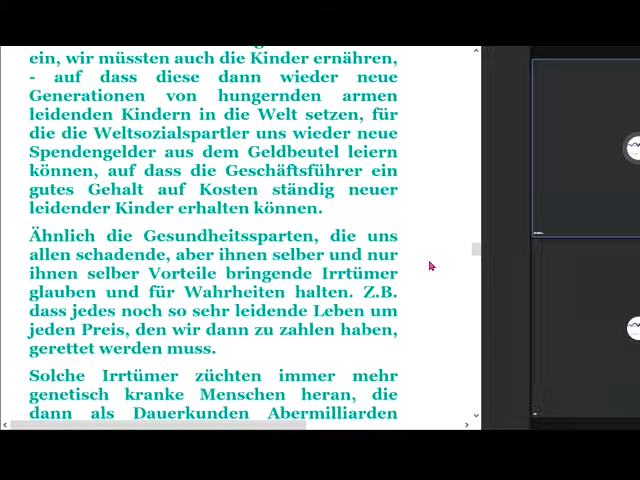 ein, wir müssten auch die Kinder ernähren,
- auf dass diese dann wieder neue
Generationen von hungernden armen
leidenden Kindern in die Welt setzen, für
die die Weltsozialspartler uns wieder neue
Spendengelder aus dem Geldbeutel leiern
können, auf dass die Geschäftsführer ein
gutes Gehalt auf Kosten ständig neuer
leidender Kinder erhalten können.
Ähnlich die Gesundheitssparten, die uns
allen schadende, aber ihnen selber und nur
ihnen selber Vorteile bringende Irrtümer
glauben und für Wahrheiten halten. Z.B.
dass jedes noch so sehr leidende Leben um
jeden Preis, den wir dann zu zahlen haben,
gerettet werden muss.
Solche Irrtümer züchten immer mehr
genetisch kranke Menschen heran, die
dann als Dauerkunden Abermilliarden